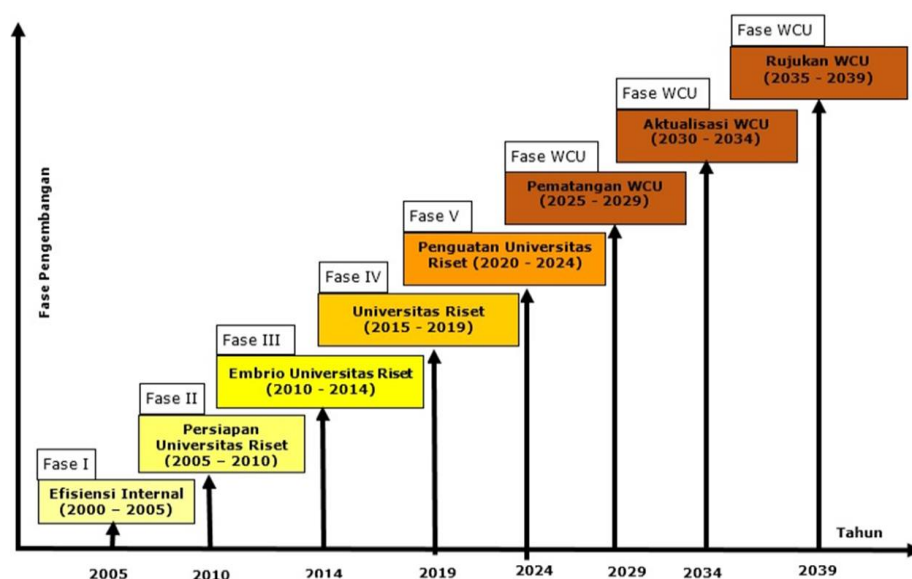 Fase WCU
Rujukan WCU
(2035 - 2039)
Fase WCU
Aktualisasi WCU
(2030 - 2034)
Fase WCU
Pematangan WCU
(2025 - 2029)
Fase V
Penguatan Universitas
Riset (2020 - 2024)
Fase IV
Universitas Riset
(2015 - 2019)
Fase III
Embrio Universitas Riset
(2010 - 2014)
Fase II
Persiapan
Universitas Riset
(2005 – 2010)
Fase I
Efisiensi Internal
(2000 – 2005)
Fase Pengembangan
Tahun
2005 2010 2014 2019 2024 2029 2034 2039